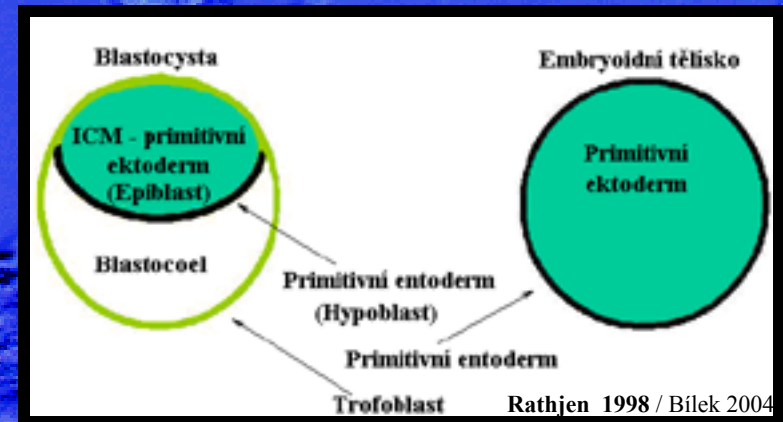 Blastocysta
ICM - primitivní
ektoderm
(Epiblast)
Blastocoel
Embryoidní tělísko
Primitivní
ektoderm
Primitivní entoderm
(Hypoblast)
Primitivní entoderm
Trofoblast
Rathjen 1998 / Bílek 2004